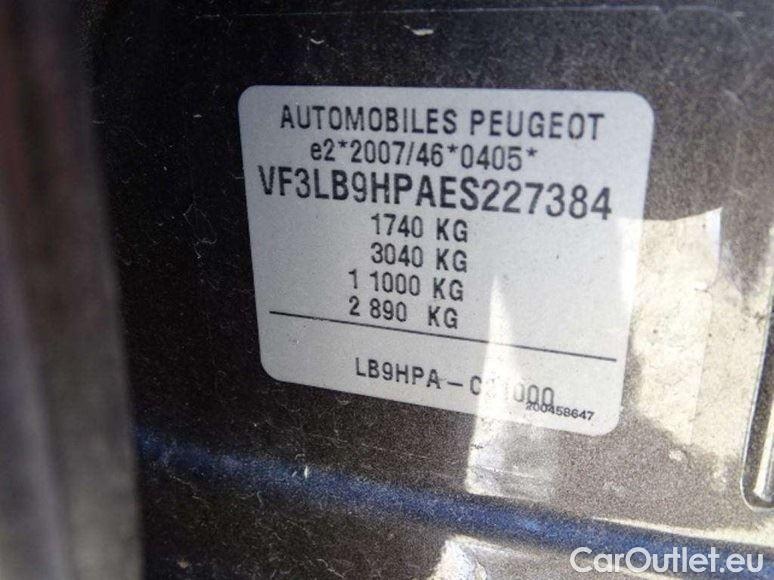 AUTOMOBILES PEUGEOT
e2*2007/46*0405*
VF3LB9HPAES227384
1740 KG
3040 KG
1 1000 KG
2 890 KG
LB9HPA -
200458647
CarOutlet.eu